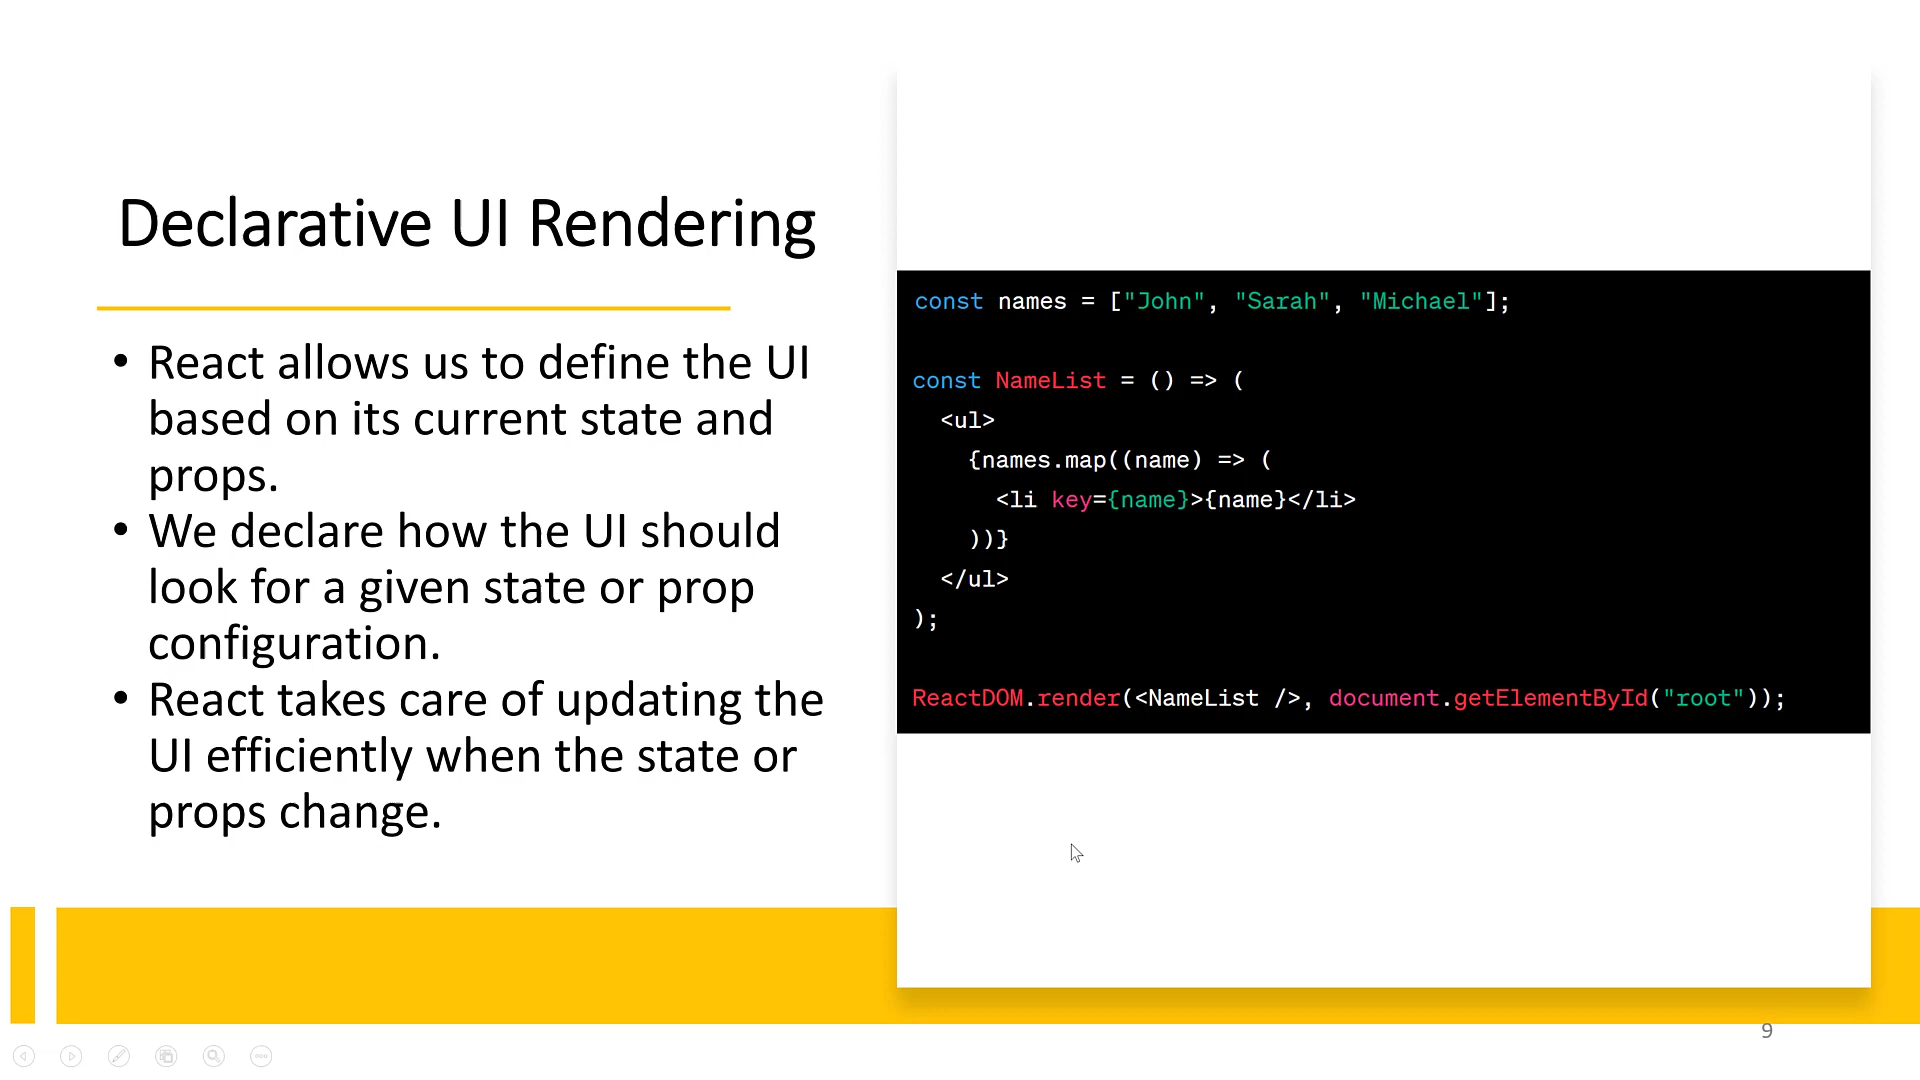 Declarative UI Rendering
• React allows us to define the UI
based on its current state and
props.
• We declare how the UI should
look for a given state or prop
configuration.
• React takes care of updating the
UI efficiently when the state or
props change.
const names = ["John", "Sarah", "Michael"];
const NameList = () => (
  <ul>
    {names.map((name) => (
      <li key={name}>{name}</li>
    ))}
  </ul>
);
ReactDOM.render(<NameList />, document.getElementById("root"));
9